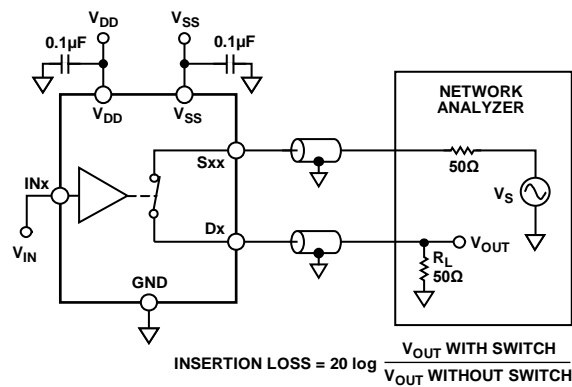 VDD
VSS
0.1µF
0.1µF
VDD
VSS
NETWORK
ANALYZER
Sxx
50Ω
VS
INx
VIN
Dx
VOUT
RL
50Ω
GND
INSERTION LOSS = 20 log VOUT WITH SWITCH
VOUT WITHOUT SWITCH